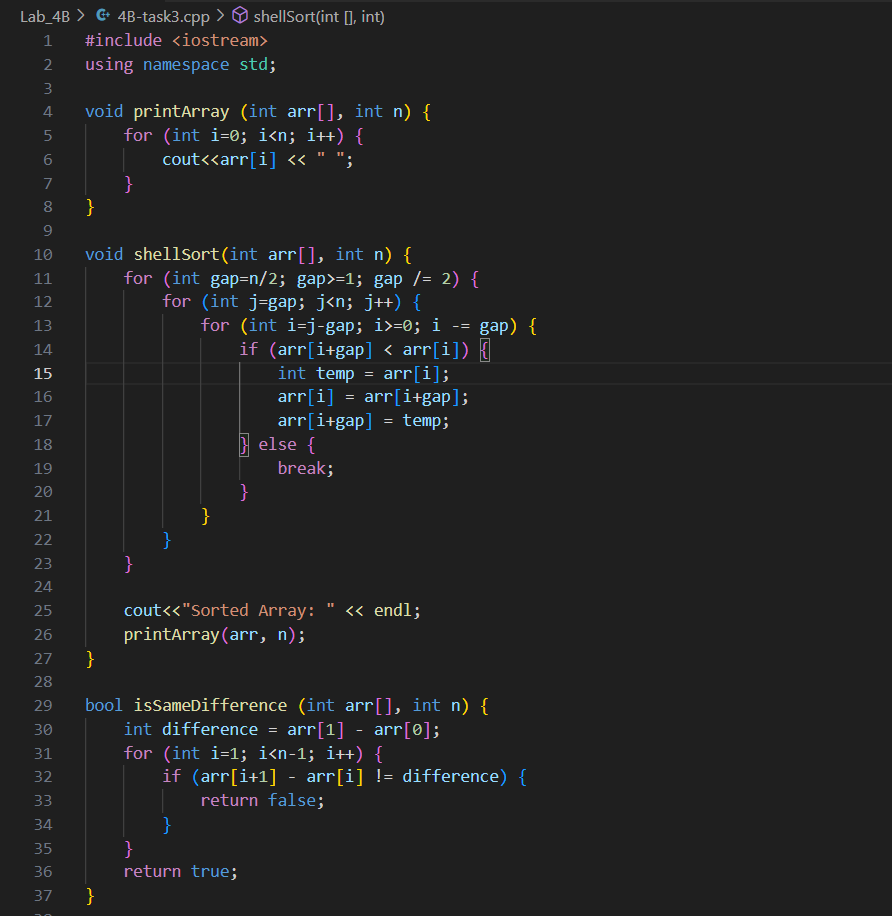 Lab_4B > 4B-task3.cpp > shellSort(int [], int)
1 #include <iostream>
2 using namespace std;
3
4 void printArray (int arr[], int n) {
5     for (int i=0; i<n; i++) {
6         cout<<arr[i] << " ";
7     }
8 }
9
10 void shellSort(int arr[], int n) {
11     for (int gap=n/2; gap>=1; gap /= 2) {
12         for (int j=gap; j<n; j++) {
13             for (int i=j-gap; i>=0; i -= gap) {
14                 if (arr[i+gap] < arr[i]) {
15                     int temp = arr[i];
16                     arr[i] = arr[i+gap];
17                     arr[i+gap] = temp;
18                 } else {
19                     break;
20                 }
21             }
22         }
23     }
24
25     cout<<"Sorted Array: " << endl;
26     printArray(arr, n);
27 }
28
29 bool isSameDifference (int arr[], int n) {
30     int difference = arr[1] - arr[0];
31     for (int i=1; i<n-1; i++) {
32         if (arr[i+1] - arr[i] != difference) {
33             return false;
34         }
35     }
36     return true;
37 }